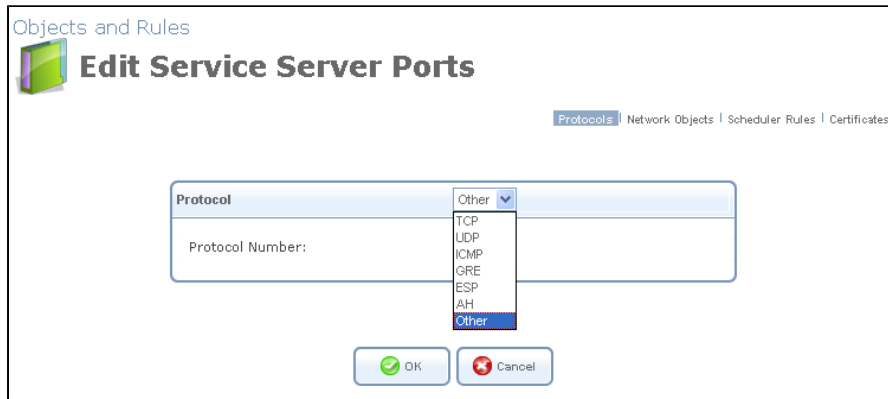 Objects and Rules
Edit Service Server Ports
Protocols | Network Objects | Scheduler Rules | Certificates
Protocol Other
TCP
UDP
Protocol Number:
ICMP
GRE
ESP
AH
Other
OK Cancel